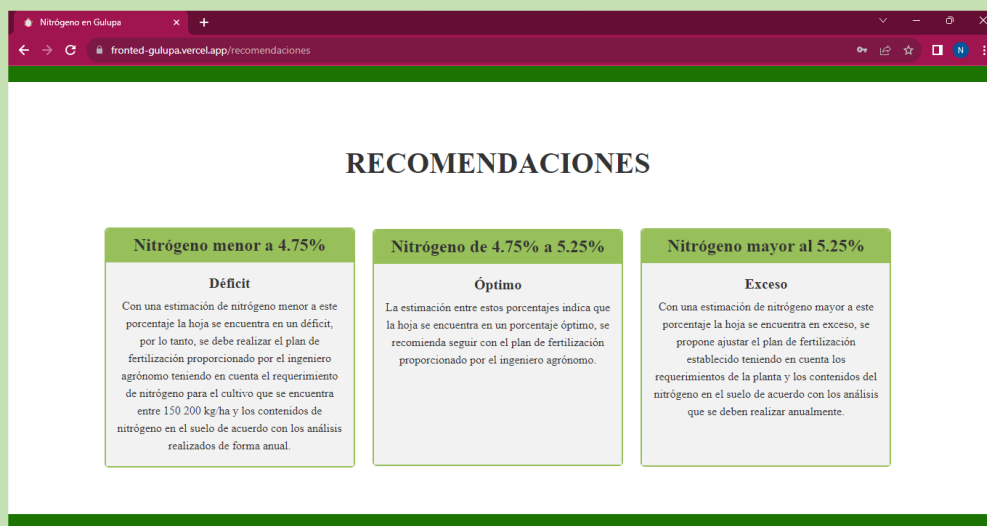 Nitrógeno en Gulupa
fronted-gulupa.vercel.app/recomendaciones
N
RECOMENDACIONES
Nitrógeno menor a 4.75%
Déficit
Con una estimación de nitrógeno menor a este
porcentaje la hoja se encuentra en un déficit,
por lo tanto, se debe realizar el plan de
fertilización proporcionado por el ingeniero
agrónomo teniendo en cuenta el requerimiento
de nitrógeno para el cultivo que se encuentra
entre 150 200 kg/ha y los contenidos de
nitrógeno en el suelo de acuerdo con los análisis
realizados de forma anual.
Nitrógeno de 4.75% a 5.25%
Óptimo
La estimación entre estos porcentajes indica que
la hoja se encuentra en un porcentaje óptimo, se
recomienda seguir con el plan de fertilización
proporcionado por el ingeniero agrónomo.
Nitrógeno mayor al 5.25%
Exceso
Con una estimación de nitrógeno mayor a este
porcentaje la hoja se encuentra en exceso, se
propone ajustar el plan de fertilización
establecido teniendo en cuenta los
requerimientos de la planta y los contenidos del
nitrógeno en el suelo de acuerdo con los análisis
que se deben realizar anualmente.